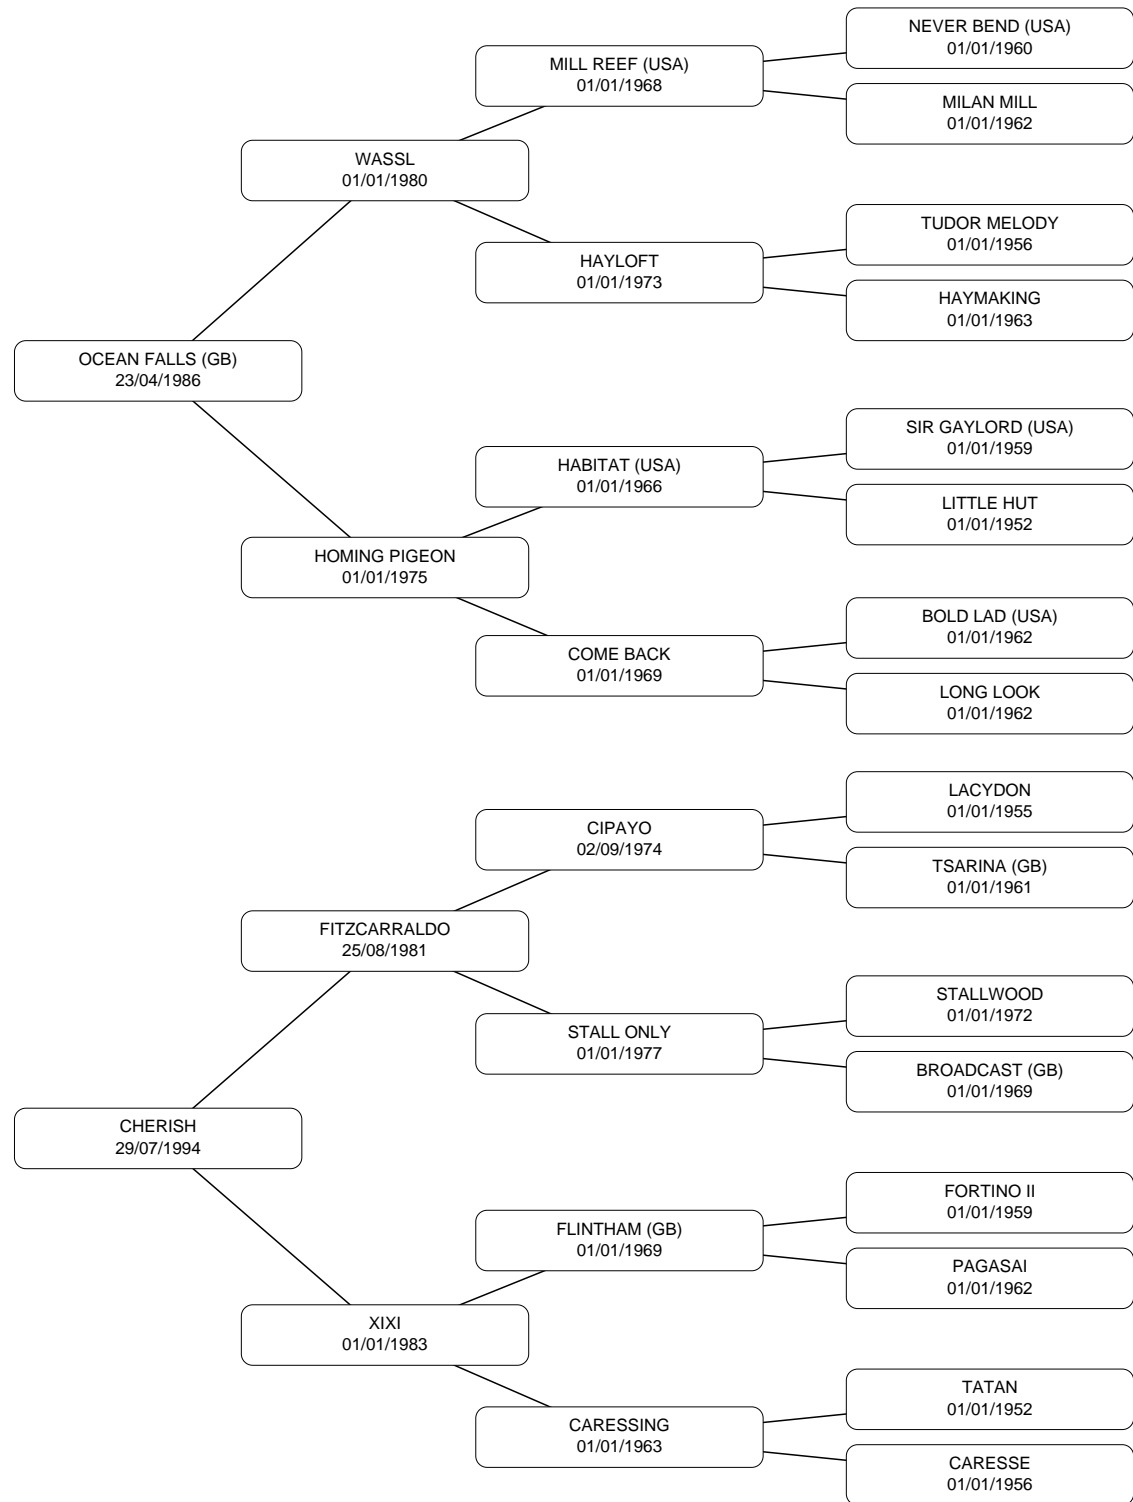 NEVER BEND (USA)
01/01/1960
MILL REEF (USA)
01/01/1968
MILAN MILL
01/01/1962
WASSL
01/01/1980
TUDOR MELODY
01/01/1956
HAYLOFT
01/01/1973
HAYMAKING
01/01/1963
OCEAN FALLS (GB)
23/04/1986
SIR GAYLORD (USA)
01/01/1959
HABITAT (USA)
01/01/1966
LITTLE HUT
01/01/1952
HOMING PIGEON
01/01/1975
BOLD LAD (USA)
01/01/1962
COME BACK
01/01/1969
LONG LOOK
01/01/1962
LACYDON
01/01/1955
CIPAYO
02/09/1974
TSARINA (GB)
01/01/1961
FITZCARRALDO
25/08/1981
STALLWOOD
01/01/1972
STALL ONLY
01/01/1977
BROADCAST (GB)
01/01/1969
CHERISH
29/07/1994
FORTINO II
01/01/1959
FLINTHAM (GB)
01/01/1969
PAGASAI
01/01/1962
XIXI
01/01/1983
TATAN
01/01/1952
CARESSING
01/01/1963
CARESSE
01/01/1956